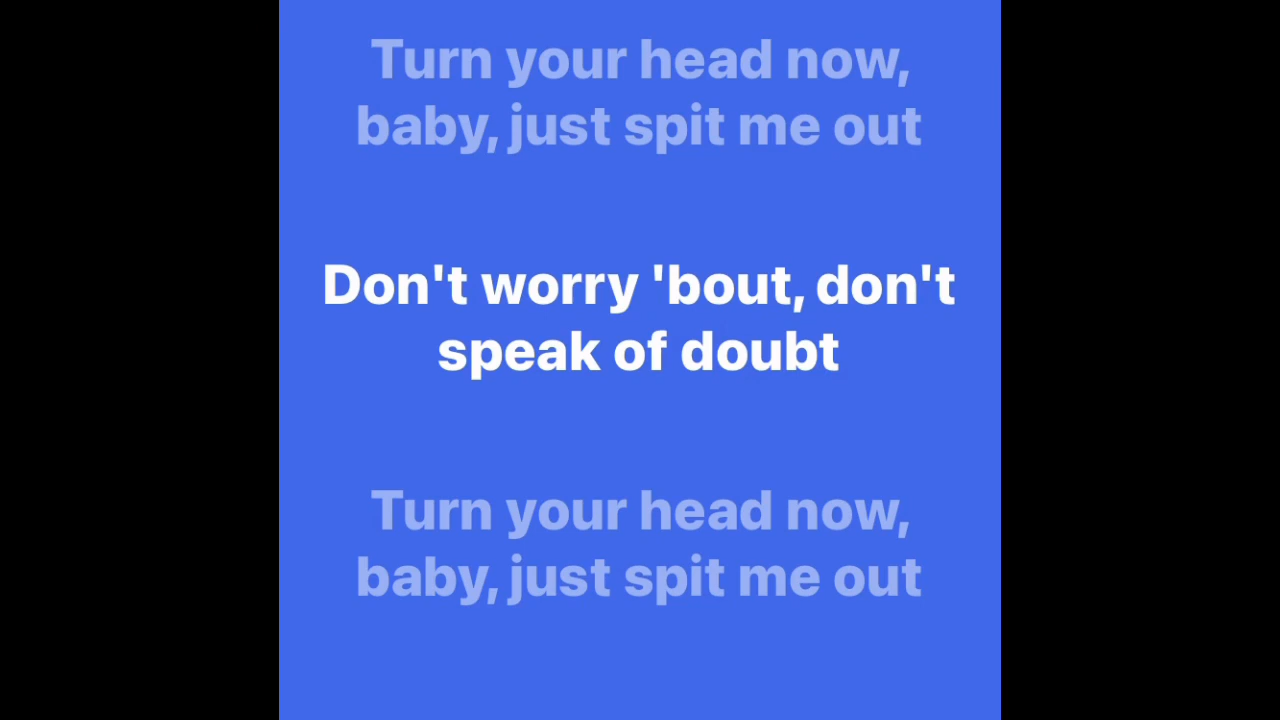 Turn your head now,
baby, just spit me out
Don't worry 'bout, don't
speak of doubt
Turn your head now,
baby, just spit me out